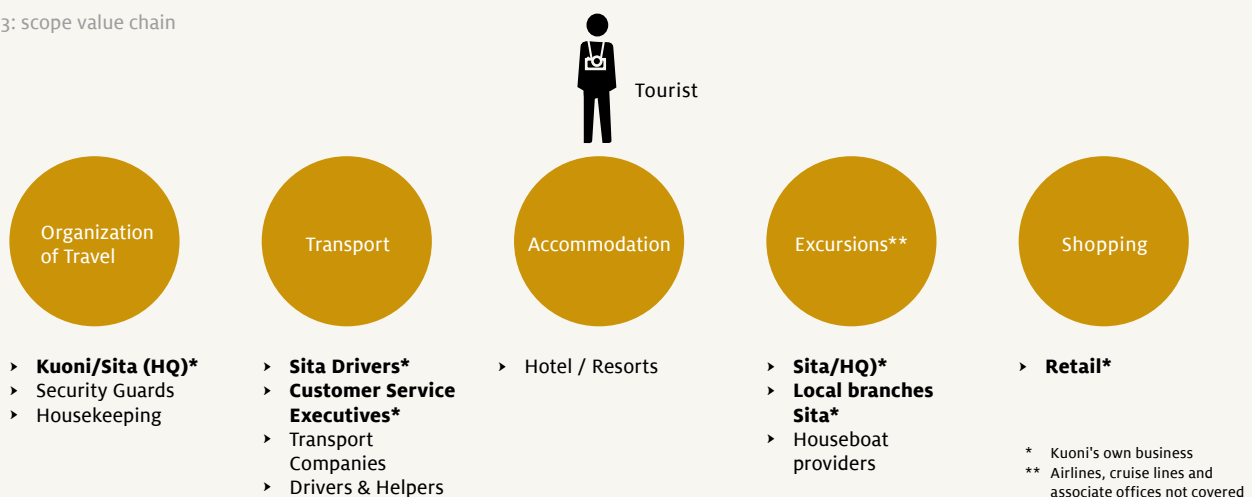 3: scope value chain
Tourist
Organization
of Travel
Transport
Accommodation
Excursions**
Shopping
› Kuoni/Sita (HQ)*
› Security Guards
› Housekeeping
› Sita Drivers*
› Customer Service
Executives*
› Transport
Companies
› Drivers & Helpers
› Hotel / Resorts
› Sita/HQ)*
› Local branches
Sita*
› Houseboat
providers
› Retail*
* Kuoni's own business
** Airlines, cruise lines and
associate offices not covered